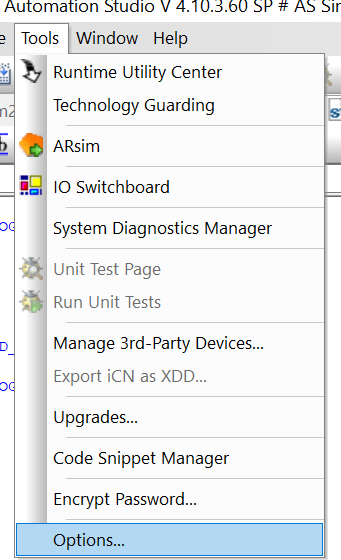 Automation Studio V 4.10.3.60 SP # AS Sir
e Tools Window Help
Runtime Utility Center
Technology Guarding
ARsim
IO Switchboard
System Diagnostics Manager
Unit Test Page
Run Unit Tests
Manage 3rd-Party Devices...
Export iCN as XDD...
Upgrades...
Code Snippet Manager
Encrypt Password...
Options...